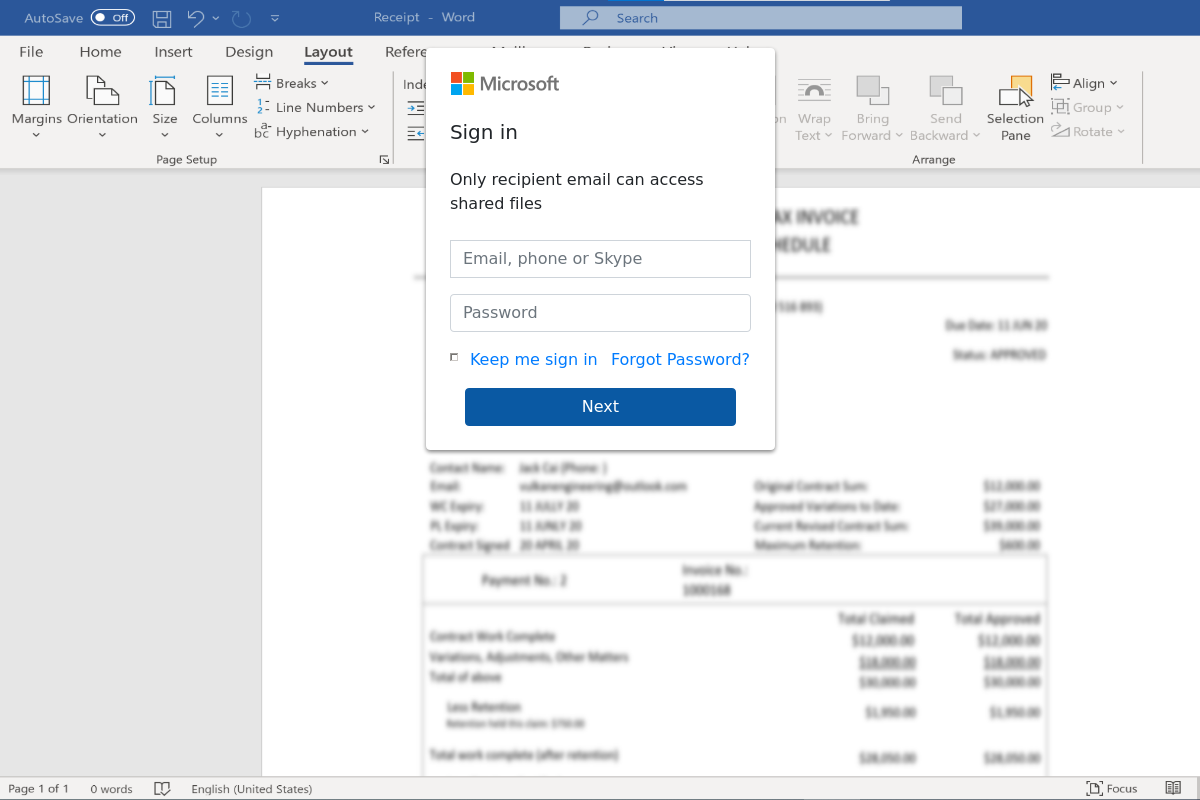 AutoSave Off Receipt - Word Search
File Home Insert Design Layout Refere
Margins Orientation Size Columns
Breaks
Line Numbers
Hyphenation
Page Setup
Wrap Text
Bring Forward
Send Backward
Selection Pane
Align
Group
Rotate
Arrange
Microsoft
Sign in
Only recipient email can access
shared files
Email, phone or Skype
Password
Keep me sign in Forgot Password?
Next
AX INVOICE
HEDULE
Due Date: 11 JUN 20
Status: APPROVED
Contact Name: Jack Cai (Phone: )
Email: vulkanengineering@outlook.com Original Contract Sum: $12,000.00
WC Expiry: 11 JULLY 20 Approved Variations to Date: $27,000.00
PL Expiry: 11 JUNLY 20 Current Revised Contract Sum: $39,000.00
Contract Signed 20 APRIL 20 Maximum Retention: $600.00
Payment No.: 2 Invoice No.:
1000168
Total Claimed Total Approved
Contract Work Complete $12,000.00 $12,000.00
Variations, Adjustments, Other Matters $18,000.00 $18,000.00
Total of above $30,000.00 $30,000.00
Less Retention $1,950.00 $1,950.00
Retention held this claim: $750.00
Total work complete (after retention) $28,050.00 $28,050.00
Page 1 of 1 0 words English (United States) Focus